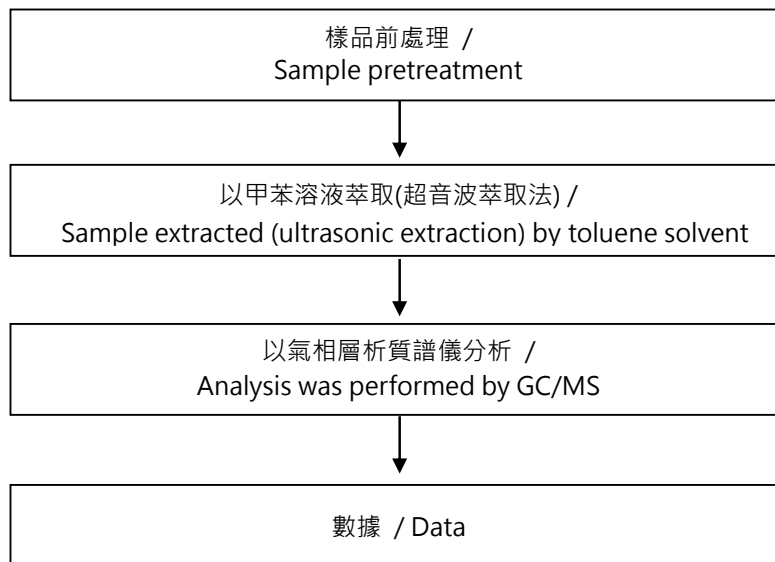 樣品前處理 /
Sample pretreatment
以甲苯溶液萃取(超音波萃取法) /
Sample extracted (ultrasonic extraction) by toluene solvent
以氣相層析質譜儀分析 /
Analysis was performed by GC/MS
數據 / Data